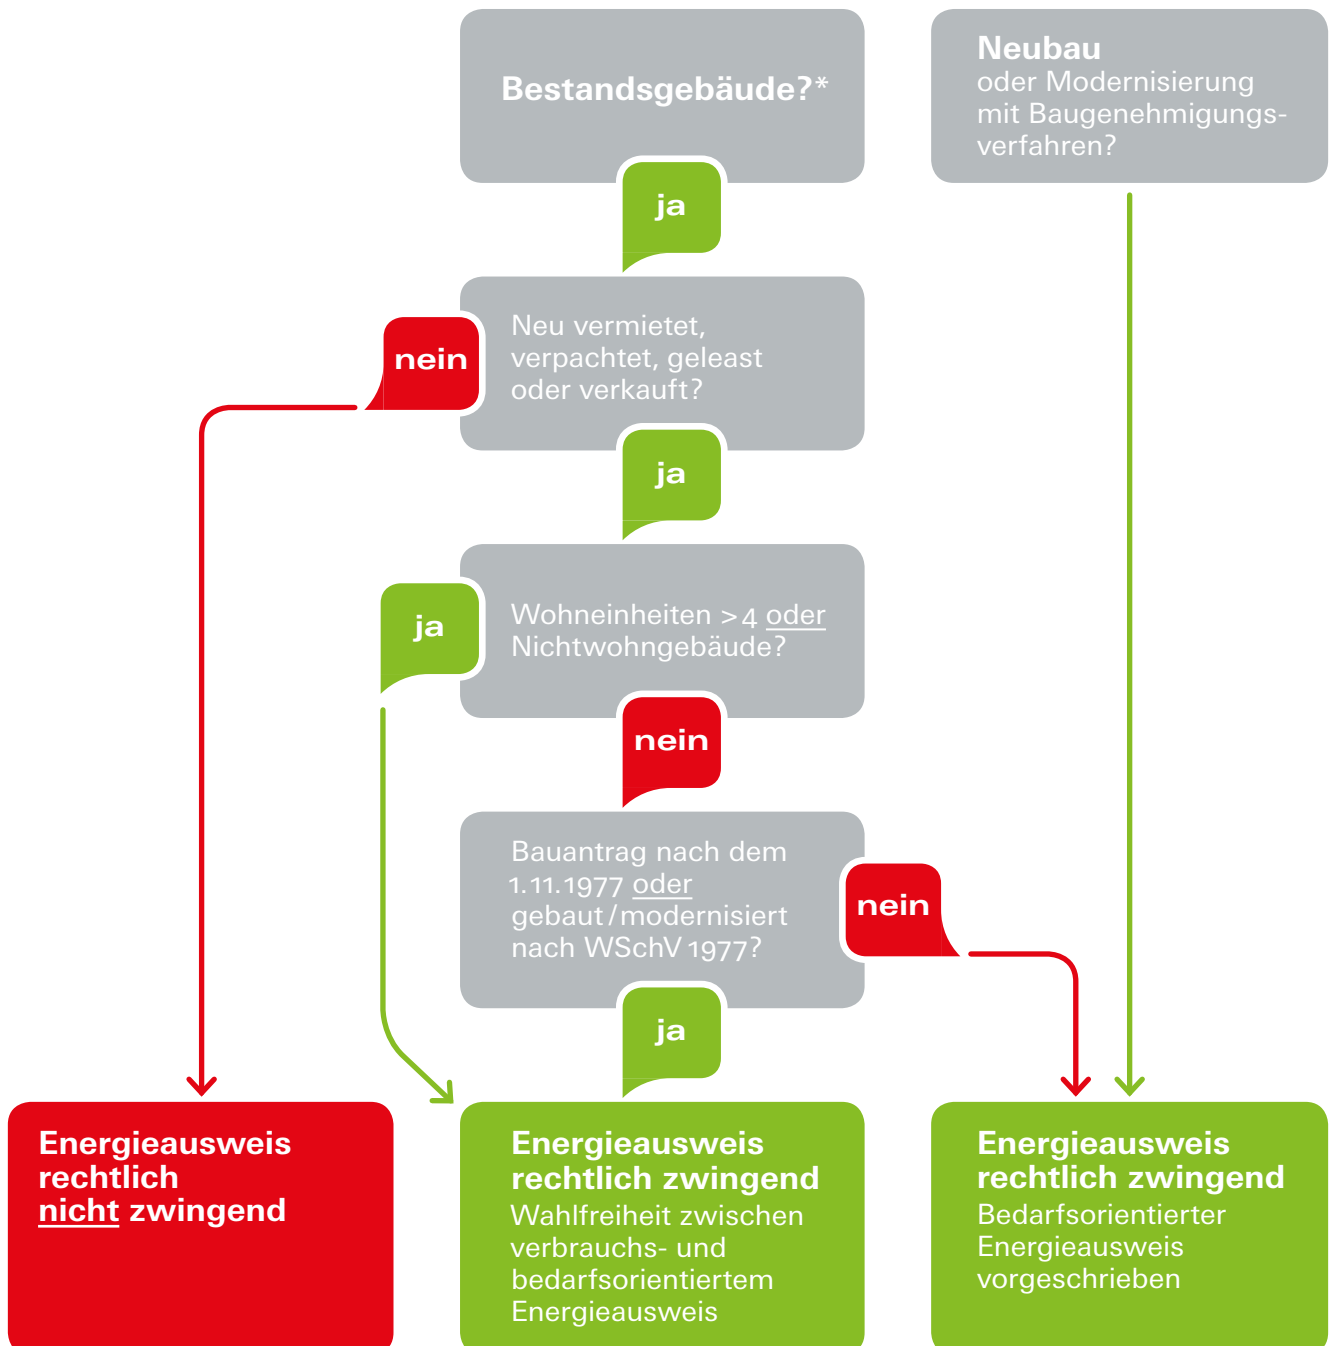 Bestandsgebäude?*
Neubau
oder Modernisierung
mit Baugenehmigungs-
verfahren?
ja
nein
Neu vermietet,
verpachtet, geleast
oder verkauft?
ja
ja
Wohneinheiten >4 oder
Nichtwohngebäude?
nein
Bauantrag nach dem
1.11.1977 oder
gebaut/modernisiert
nach WSchV 1977?
nein
ja
Energieausweis
rechtlich
nicht zwingend
Energieausweis
rechtlich zwingend
Wahlfreiheit zwischen
verbrauchs- und
bedarfsorientiertem
Energieausweis
Energieausweis
rechtlich zwingend
Bedarfsorientierter
Energieausweis
vorgeschrieben